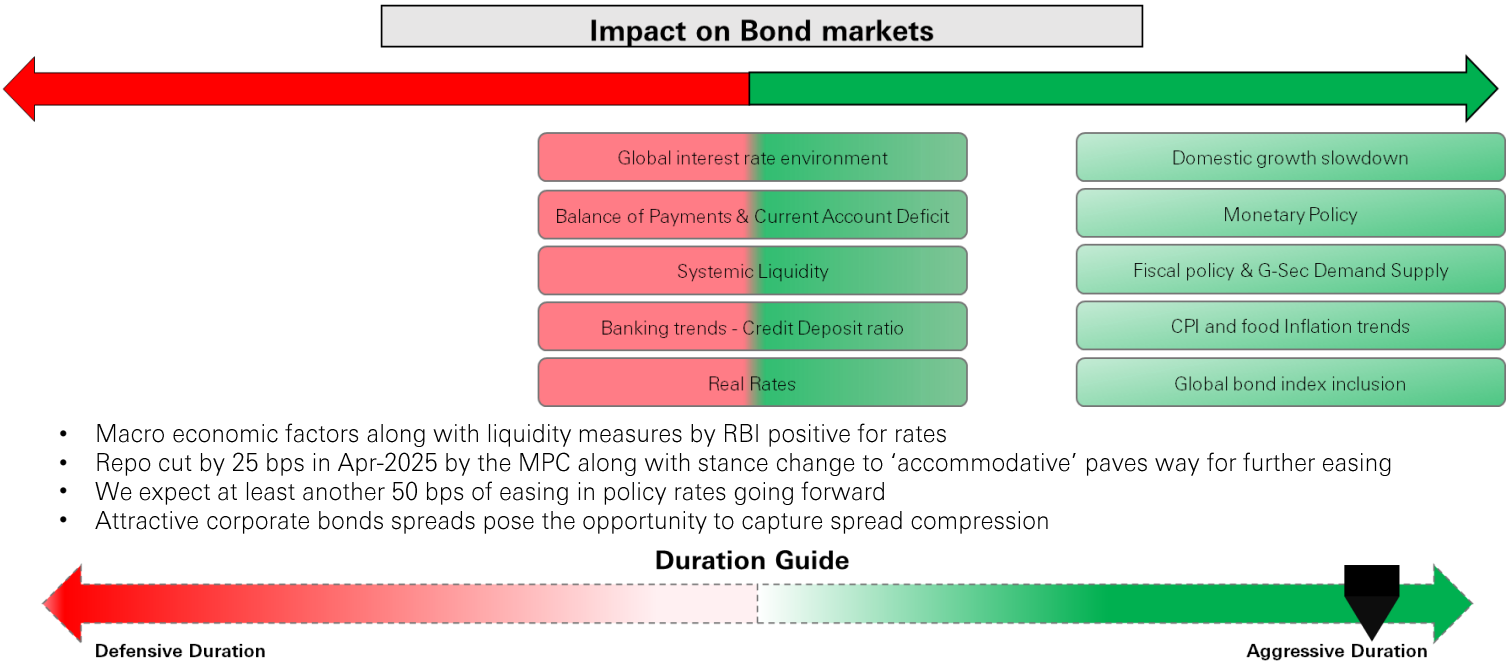 Impact on Bond markets
Global interest rate environment
Balance of Payments & Current Account Deficit
Systemic Liquidity
Banking trends - Credit Deposit ratio
Real Rates
Domestic growth slowdown
Monetary Policy
Fiscal policy & G-Sec Demand Supply
CPI and food Inflation trends
Global bond index inclusion
• Macro economic factors along with liquidity measures by RBI positive for rates
• Repo cut by 25 bps in Apr-2025 by the MPC along with stance change to ‘accommodative’ paves way for further easing
• We expect at least another 50 bps of easing in policy rates going forward
• Attractive corporate bonds spreads pose the opportunity to capture spread compression
Duration Guide
Defensive Duration
Aggressive Duration